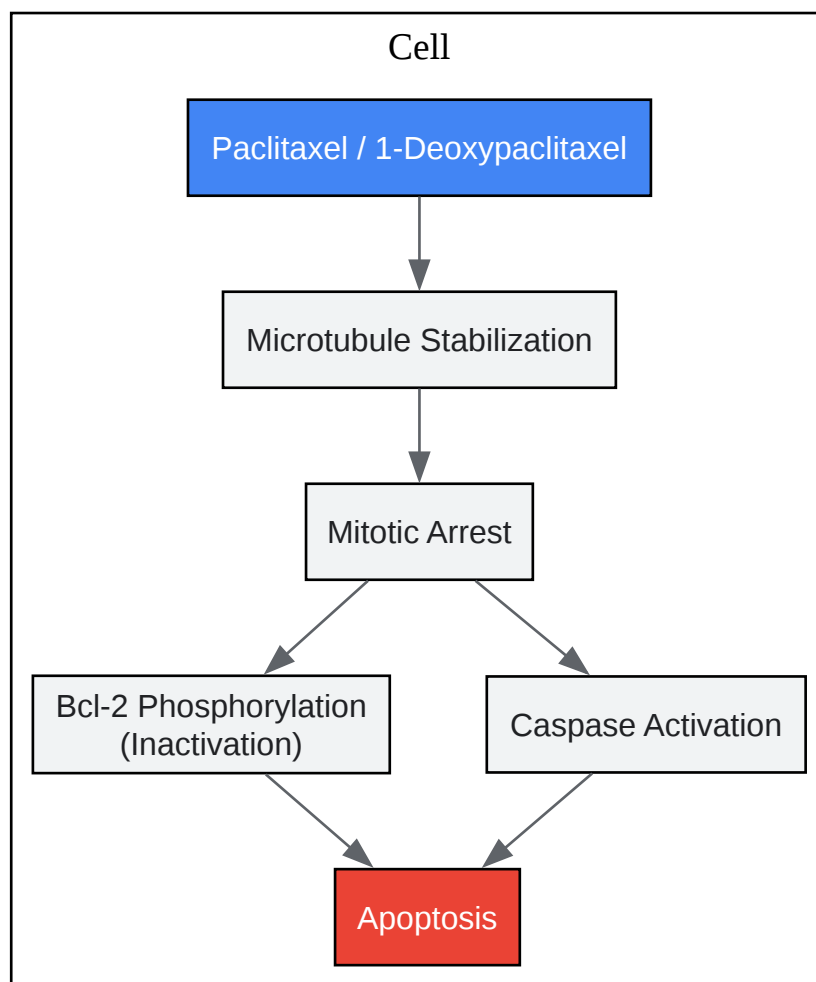 Cell
Paclitaxel / 1-Deoxypaclitaxel
Microtubule Stabilization
Mitotic Arrest
Bcl-2 Phosphorylation
(Inactivation)
Caspase Activation
Apoptosis